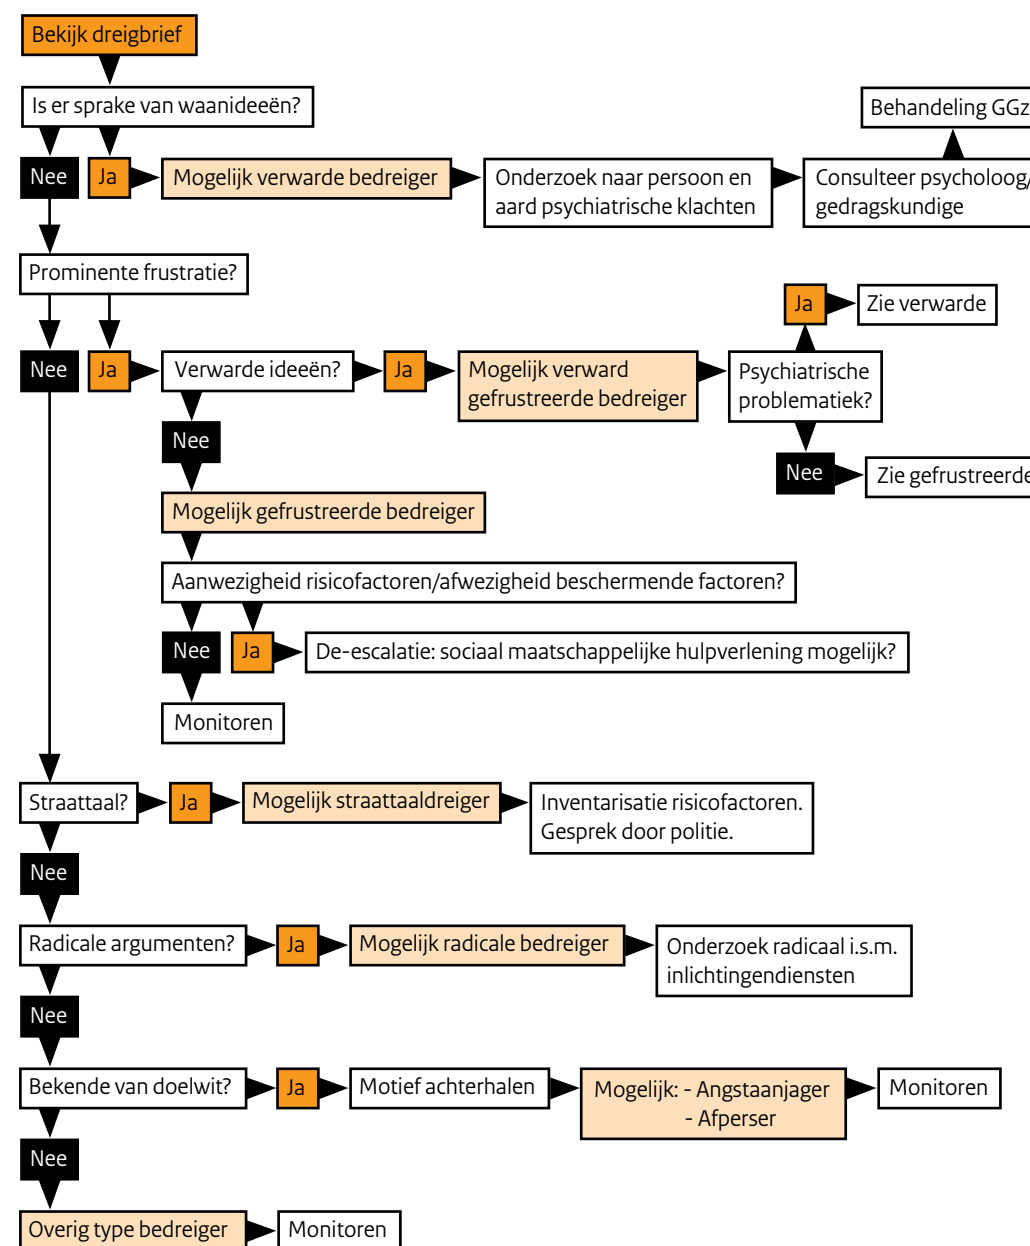 Bekijk dreigbrief
Is er sprake van waanideeën?
Behandeling GGz
Nee
Ja
Mogelijk verwarde bedreiger
Onderzoek naar persoon en
aard psychiatrische klachten
Consulteer psycholoog/
gedragskundige
Prominente frustratie?
Ja
Zie verwarde
Nee
Ja
Verwarde ideeën?
Ja
Mogelijk verward
gefrustreerde bedreiger
Psychiatrische
problematiek?
Nee
Nee
Zie gefrustreerde
Mogelijk gefrustreerde bedreiger
Aanwezigheid risicofactoren/afwezigheid beschermende factoren?
Nee
Ja
De-escalatie: sociaal maatschappelijke hulpverlening mogelijk?
Monitoren
Straattaal?
Ja
Mogelijk straattaaldreiger
Inventarisatie risicofactoren.
Gesprek door politie.
Nee
Radicale argumenten?
Ja
Mogelijk radicale bedreiger
Onderzoek radicaal i.s.m.
inlichtingendiensten
Nee
Bekende van doelwit?
Ja
Motief achterhalen
Mogelijk: - Angstaanjager
- Afperser
Monitoren
Nee
Overig type bedreiger
Monitoren